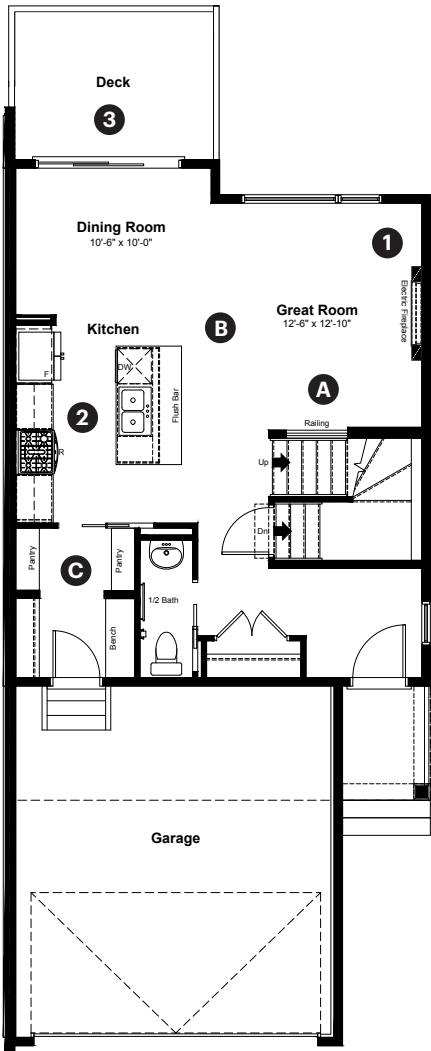 Deck
3
Dining Room
10'-6" x 10'-0"
1
Electric Fireplace
Great Room
12'-6" x 12'-10"
B
Kitchen
F
DW
Flush Bar
2
R
A
Railing
Up
Dn
Pantry
C
Pantry
1/2 Bath
Bench
Garage